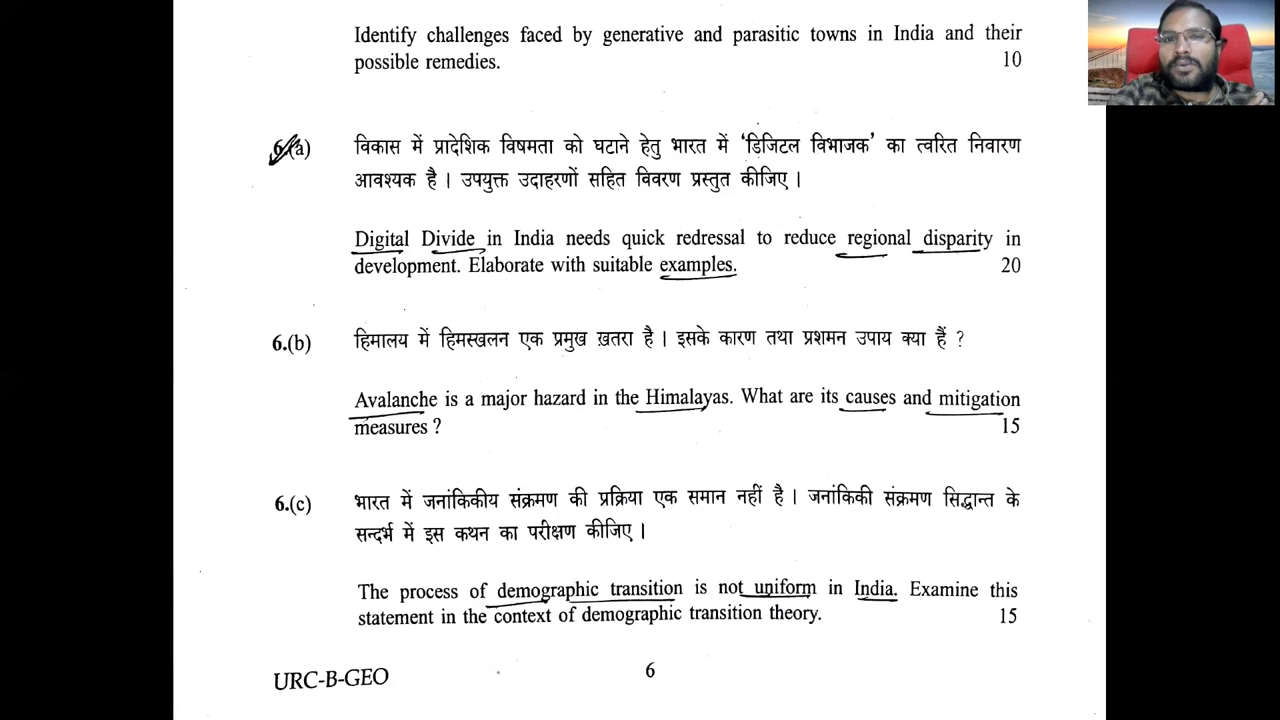 Identify challenges faced by generative and parasitic towns in India and their
possible remedies. 10
6.(a) विकास में प्रादेशिक विषमता को घटाने हेतु भारत में ‘डिजिटल विभाजक’ का त्वरित निवारण
आवश्यक है । उपयुक्त उदाहरणों सहित विवरण प्रस्तुत कीजिए ।
Digital Divide in India needs quick redressal to reduce regional disparity in
development. Elaborate with suitable examples. 20
6.(b) हिमालय में हिमस्खलन एक प्रमुख ख़तरा है । इसके कारण तथा प्रशमन उपाय क्या हैं ?
Avalanche is a major hazard in the Himalayas. What are its causes and mitigation
measures ? 15
6.(c) भारत में जनांकिकीय संक्रमण की प्रक्रिया एक समान नहीं है । जनांकिकी संक्रमण सिद्धान्त के
सन्दर्भ में इस कथन का परीक्षण कीजिए ।
The process of demographic transition is not uniform in India. Examine this
statement in the context of demographic transition theory. 15
URC-B-GEO 6